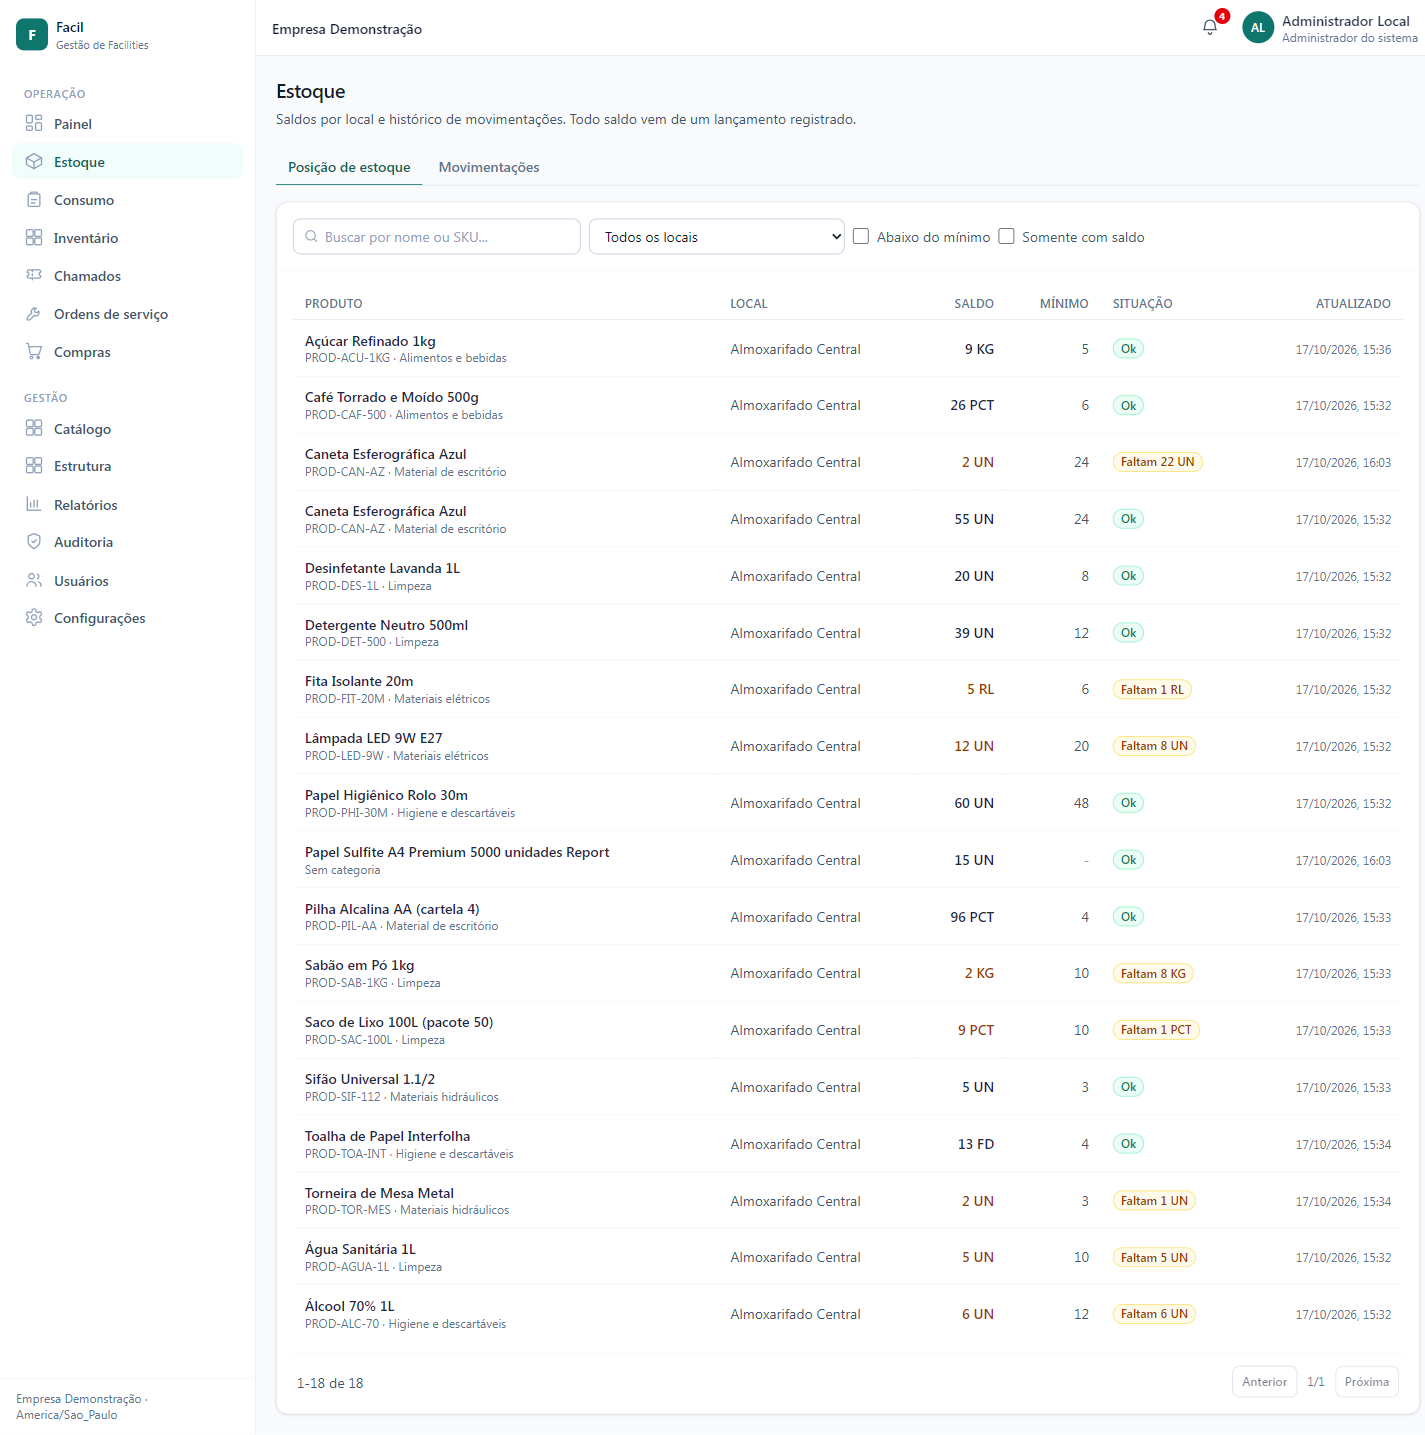 F
Facil
Gestão de Facilities
OPERAÇÃO
Painel
Estoque
Consumo
Inventário
Chamados
Ordens de serviço
Compras
GESTÃO
Catálogo
Estrutura
Relatórios
Auditoria
Usuários
Configurações
Empresa Demonstração ·
America/Sao_Paulo
Empresa Demonstração
4
AL
Administrador Local
Administrador do sistema
Estoque
Saldos por local e histórico de movimentações. Todo saldo vem de um lançamento registrado.
Posição de estoque Movimentações
Buscar por nome ou SKU... Todos os locais Abaixo do mínimo Somente com saldo
PRODUTO LOCAL SALDO MÍNIMO SITUAÇÃO ATUALIZADO
Açúcar Refinado 1kg
PROD-ACU-1KG · Alimentos e bebidas
Almoxarifado Central 9 KG 5 Ok 17/10/2026, 15:36
Café Torrado e Moído 500g
PROD-CAF-500 · Alimentos e bebidas
Almoxarifado Central 26 PCT 6 Ok 17/10/2026, 15:32
Caneta Esferográfica Azul
PROD-CAN-AZ · Material de escritório
Almoxarifado Central 2 UN 24 Faltam 22 UN 17/10/2026, 16:03
Caneta Esferográfica Azul
PROD-CAN-AZ · Material de escritório
Almoxarifado Central 55 UN 24 Ok 17/10/2026, 15:32
Desinfetante Lavanda 1L
PROD-DES-1L · Limpeza
Almoxarifado Central 20 UN 8 Ok 17/10/2026, 15:32
Detergente Neutro 500ml
PROD-DET-500 · Limpeza
Almoxarifado Central 39 UN 12 Ok 17/10/2026, 15:32
Fita Isolante 20m
PROD-FIT-20M · Materiais elétricos
Almoxarifado Central 5 RL 6 Faltam 1 RL 17/10/2026, 15:32
Lâmpada LED 9W E27
PROD-LED-9W · Materiais elétricos
Almoxarifado Central 12 UN 20 Faltam 8 UN 17/10/2026, 15:32
Papel Higiênico Rolo 30m
PROD-PHI-30M · Higiene e descartáveis
Almoxarifado Central 60 UN 48 Ok 17/10/2026, 15:32
Papel Sulfite A4 Premium 5000 unidades Report
Sem categoria
Almoxarifado Central 15 UN - Ok 17/10/2026, 16:03
Pilha Alcalina AA (cartela 4)
PROD-PIL-AA · Material de escritório
Almoxarifado Central 96 PCT 4 Ok 17/10/2026, 15:33
Sabão em Pó 1kg
PROD-SAB-1KG · Limpeza
Almoxarifado Central 2 KG 10 Faltam 8 KG 17/10/2026, 15:33
Saco de Lixo 100L (pacote 50)
PROD-SAC-100L · Limpeza
Almoxarifado Central 9 PCT 10 Faltam 1 PCT 17/10/2026, 15:33
Sifão Universal 1.1/2
PROD-SIF-112 · Materiais hidráulicos
Almoxarifado Central 5 UN 3 Ok 17/10/2026, 15:33
Toalha de Papel Interfolha
PROD-TOA-INT · Higiene e descartáveis
Almoxarifado Central 13 FD 4 Ok 17/10/2026, 15:34
Torneira de Mesa Metal
PROD-TOR-MES · Materiais hidráulicos
Almoxarifado Central 2 UN 3 Faltam 1 UN 17/10/2026, 15:34
Água Sanitária 1L
PROD-AGUA-1L · Limpeza
Almoxarifado Central 5 UN 10 Faltam 5 UN 17/10/2026, 15:32
Álcool 70% 1L
PROD-ALC-70 · Higiene e descartáveis
Almoxarifado Central 6 UN 12 Faltam 6 UN 17/10/2026, 15:32
1-18 de 18 Anterior 1/1 Próxima